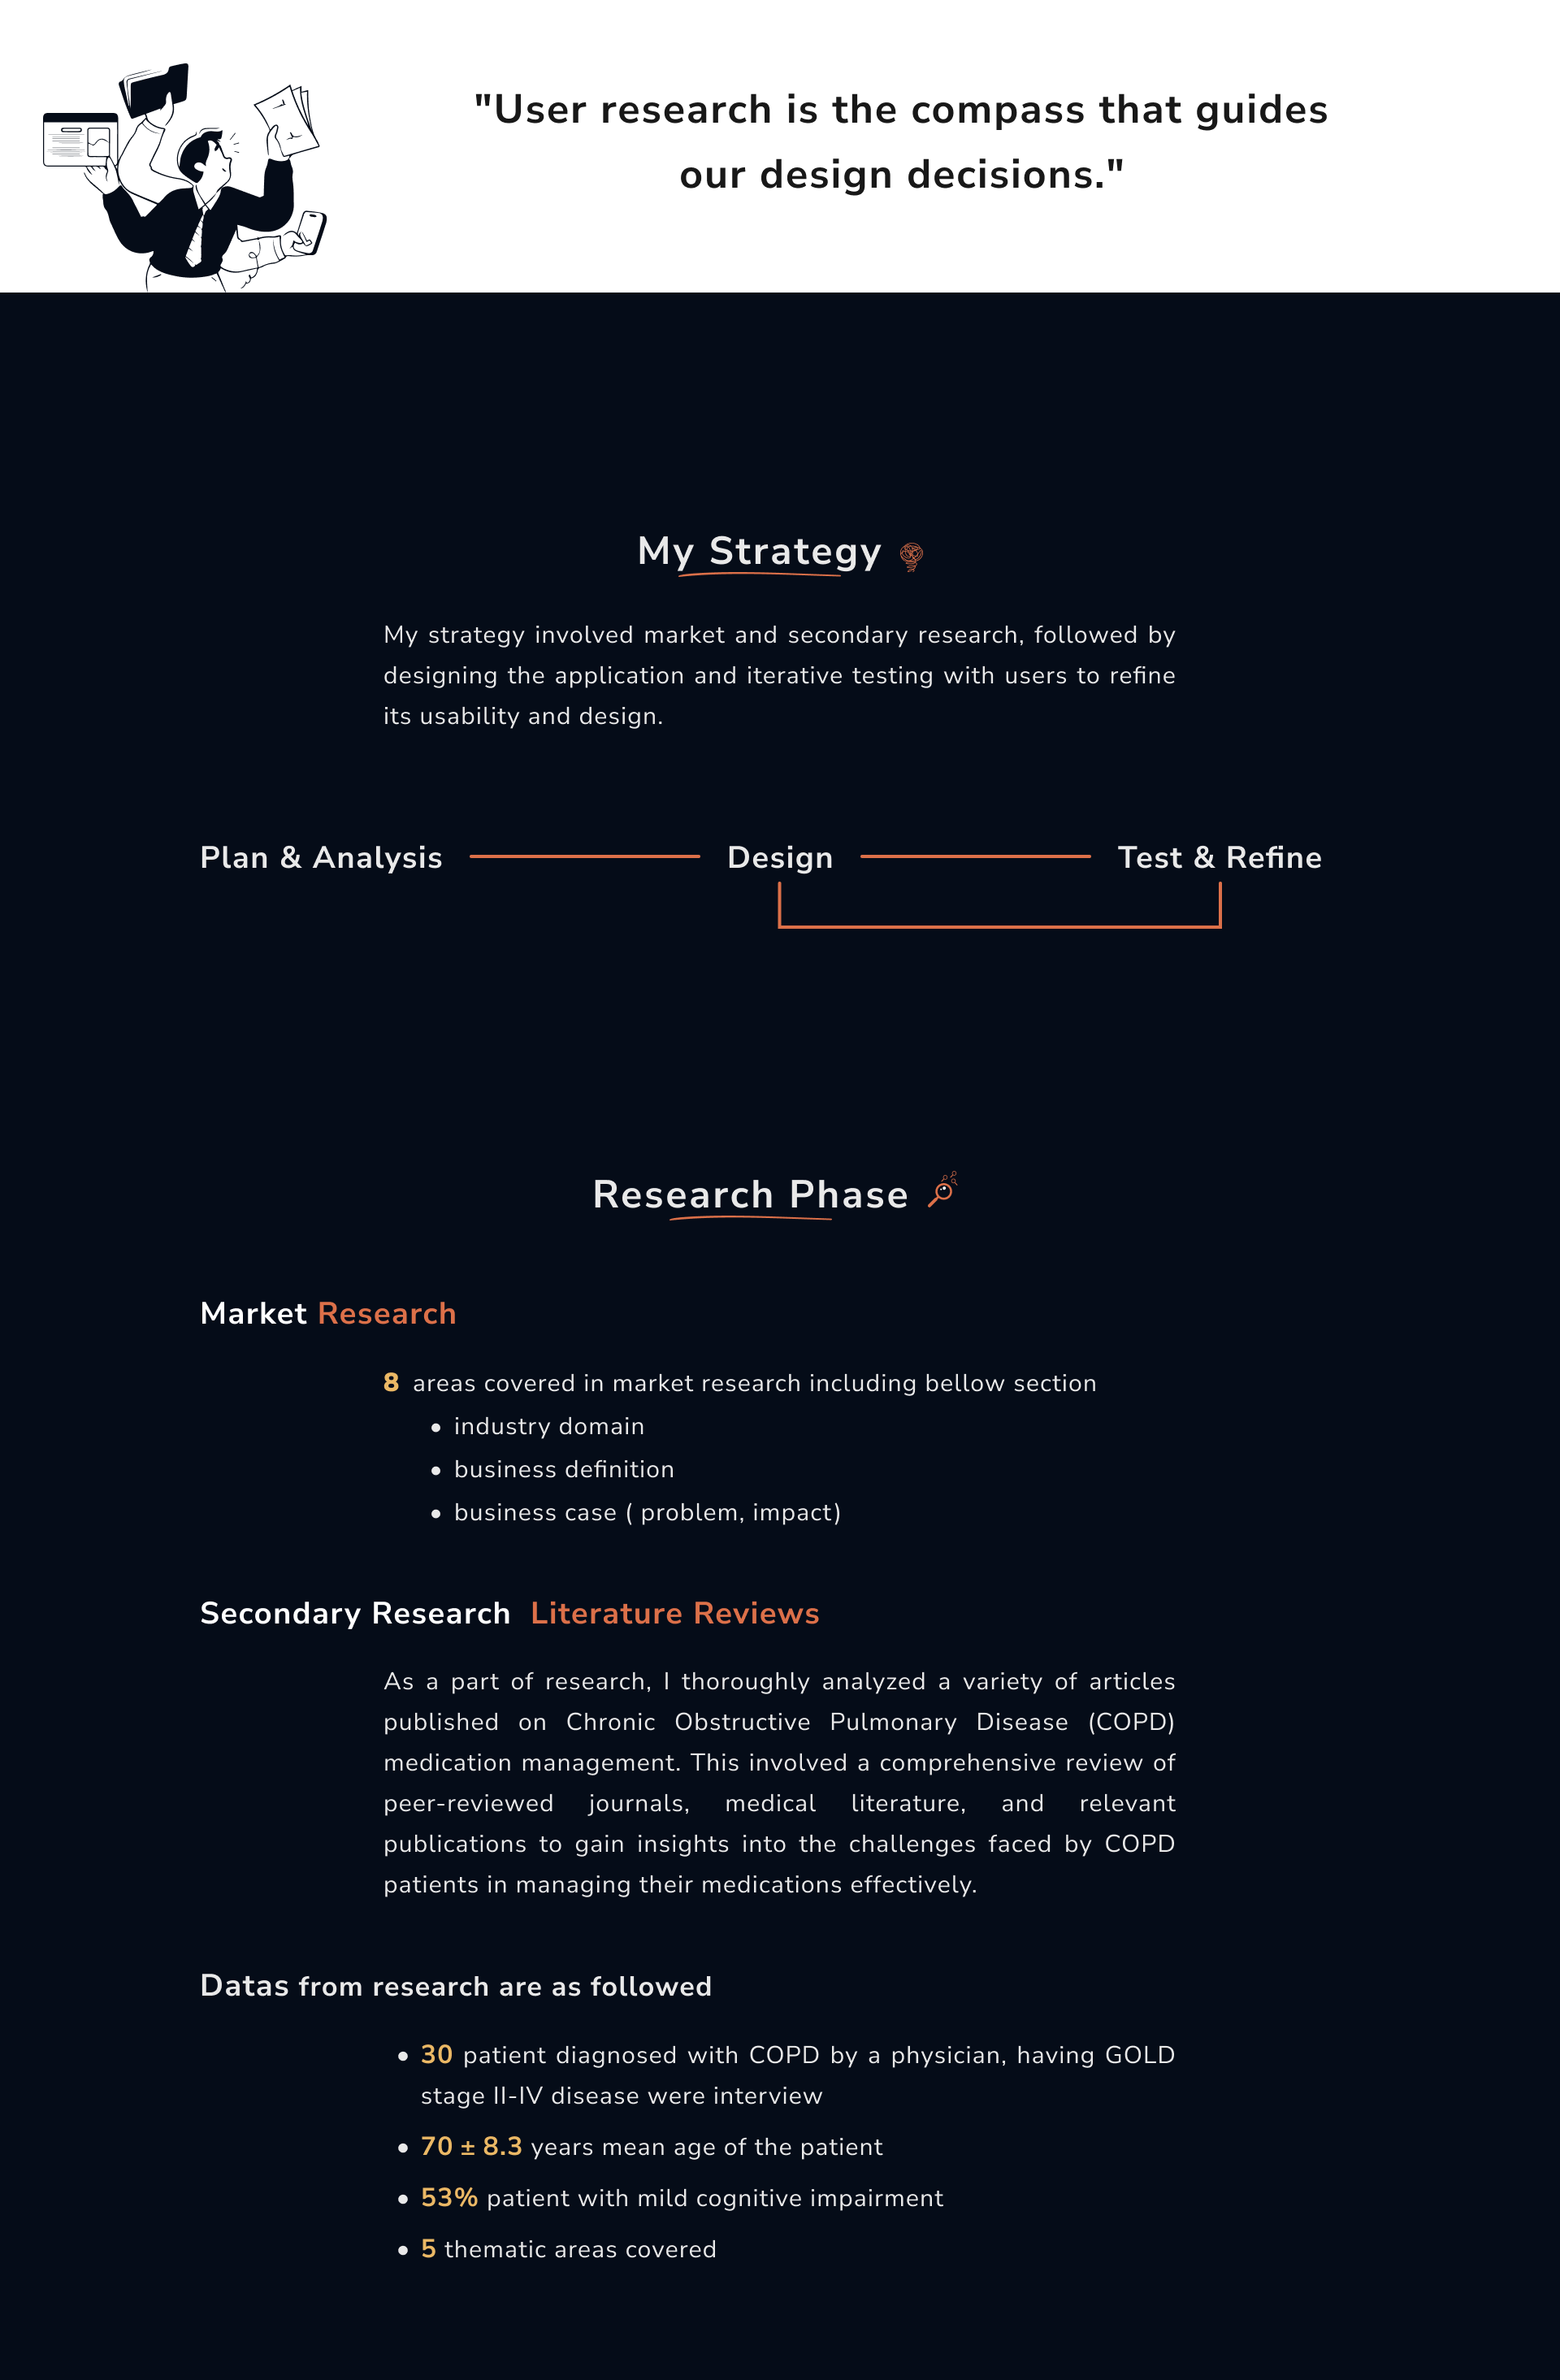 "User research is the compass that guides
our design decisions."
My Strategy
My strategy involved market and secondary research, followed by
designing the application and iterative testing with users to refine
its usability and design.
Plan & Analysis
Design
Test & Refine
Research Phase
Market Research
8 areas covered in market research including bellow section
• industry domain
• business definition
• business case ( problem, impact)
Secondary Research Literature Reviews
As a part of research, I thoroughly analyzed a variety of articles
published on Chronic Obstructive Pulmonary Disease (COPD)
medication management. This involved a comprehensive review of
peer-reviewed journals, medical literature, and relevant
publications to gain insights into the challenges faced by COPD
patients in managing their medications effectively.
Datas from research are as followed
• 30 patient diagnosed with COPD by a physician, having GOLD
stage II-IV disease were interview
• 70 ± 8.3 years mean age of the patient
• 53% patient with mild cognitive impairment
• 5 thematic areas covered